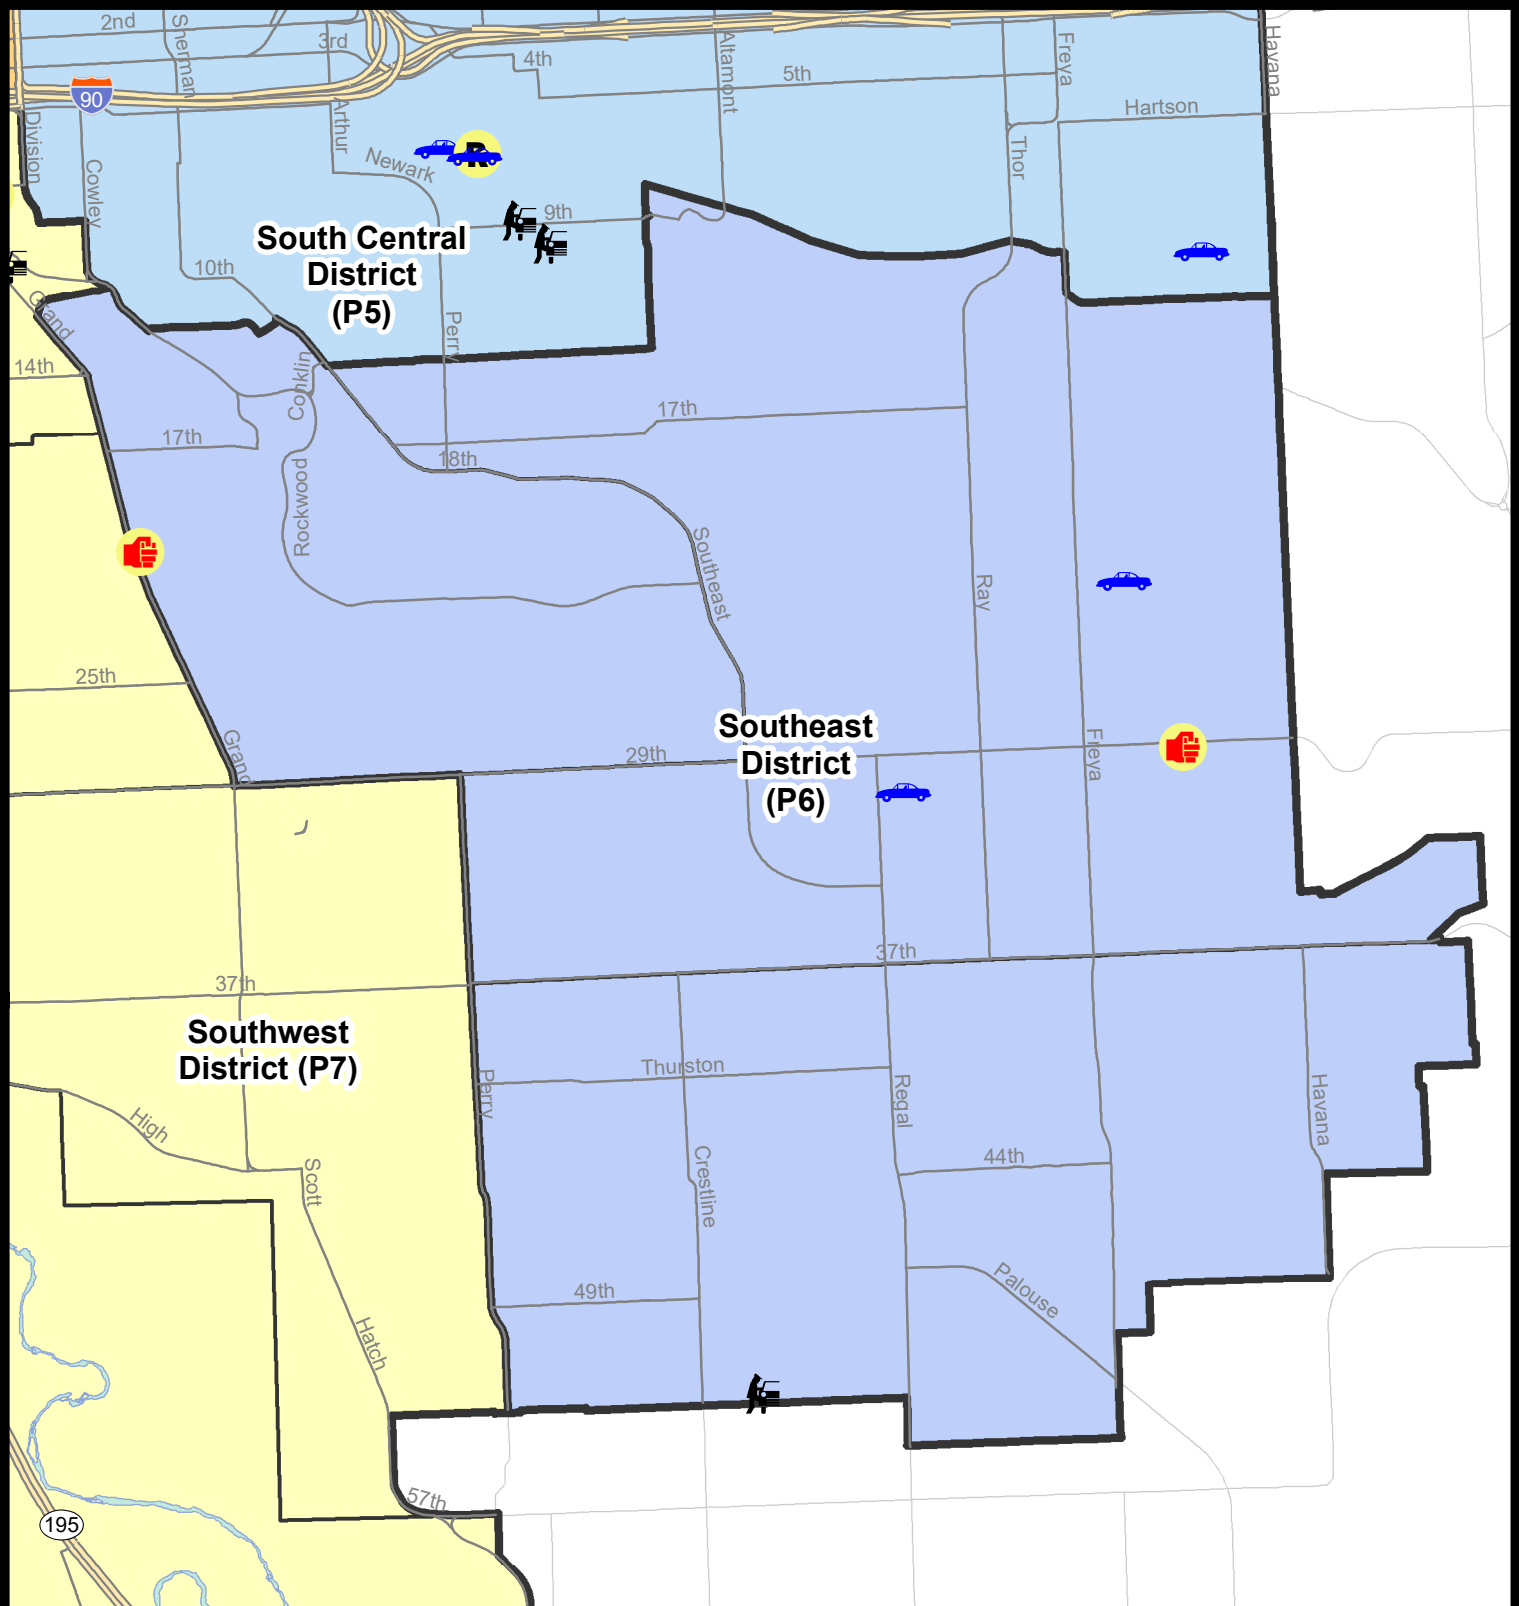 2nd
Sherman
3rd
4th
Altamont
5th
Freya
Havana
90
Hartson
Arthur
Division
Newark
Cowley
Thor
R
9th
South Central
District
(P5)
10th
Grand
Perry
14th
Conklin
17th
17th
18th
Rockwood
Southeast
Ray
25th
Grand
29th
Southeast
District
(P6)
Freya
37th
37th
Southwest
District (P7)
Thurston
Perry
Regal
Havana
High
Scott
Crestline
44th
49th
Palouse
Hatch
57th
195